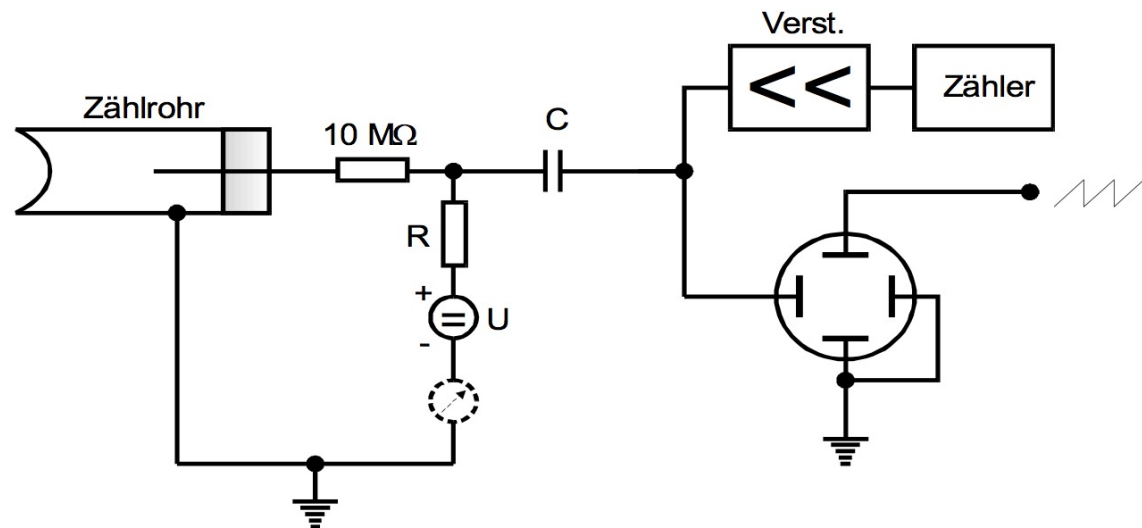 Verst.
Zählrohr
<<
Zähler
10 MΩ
C
R
+
=
U
-